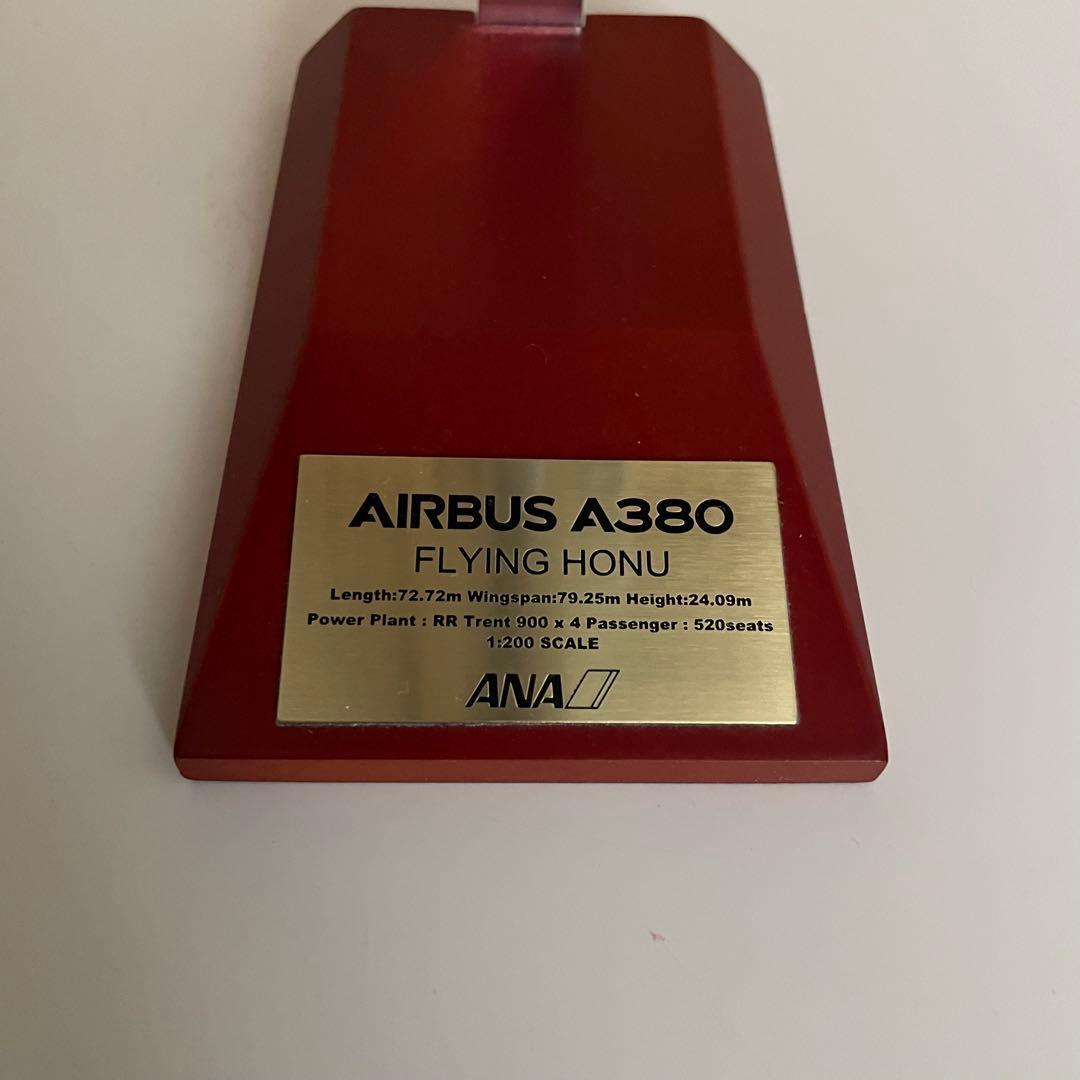 AIRBUS A380
FLYING HONU
Length:72.72m Wingspan:79.25m Height:24.09m
Power Plant : RR Trent 900 x 4 Passenger : 520seats
1:200 SCALE
ANA